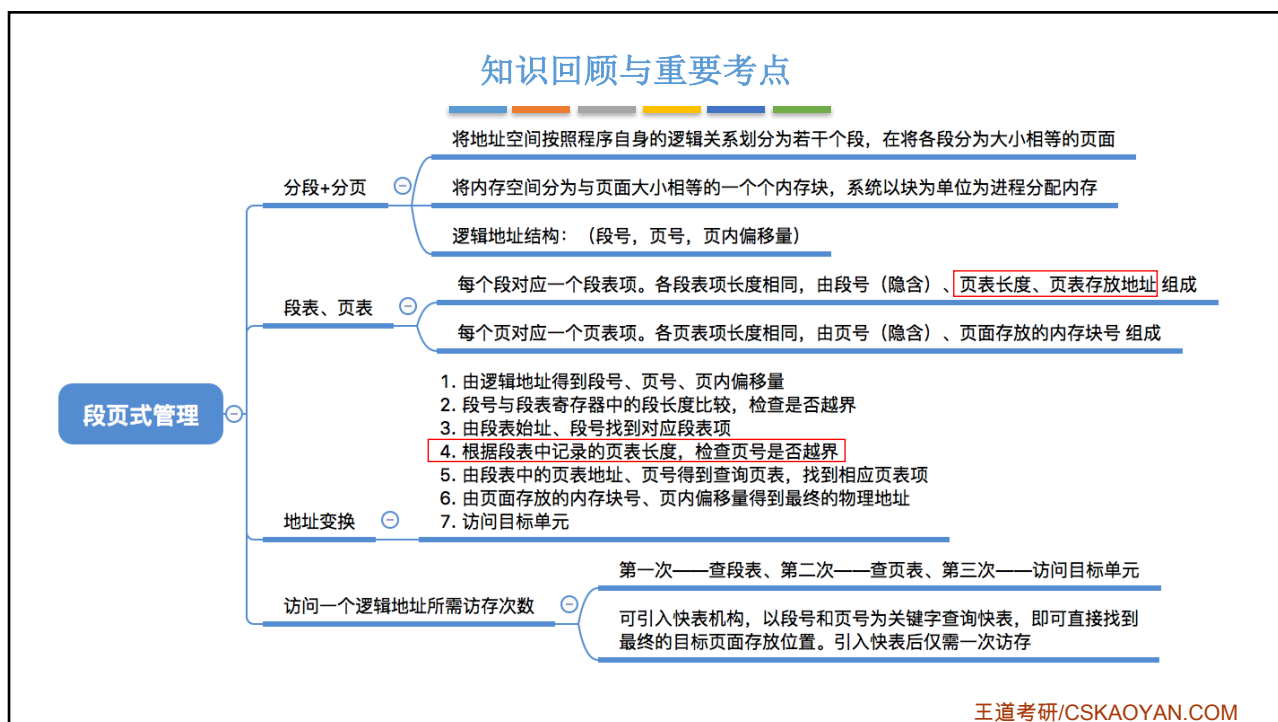 知识回顾与重要考点
将地址空间按照程序自身的逻辑关系划分为若干个段，在将各段分为大小相等的页面
分段+分页
将内存空间分为与页面大小相等的一个个内存块，系统以块为单位为进程分配内存
逻辑地址结构：（段号，页号，页内偏移量）
每个段对应一个段表项。各段表项长度相同，由段号（隐含）、页表长度、页表存放地址 组成
段表、页表
每个页对应一个页表项。各页表项长度相同，由页号（隐含）、页面存放的内存块号 组成
段页式管理
1. 由逻辑地址得到段号、页号、页内偏移量
2. 段号与段表寄存器中的段长度比较，检查是否越界
3. 由段表始址、段号找到对应段表项
4. 根据段表中记录的页表长度，检查页号是否越界
5. 由段表中的页表地址、页号得到查询页表，找到相应页表项
6. 由页面存放的内存块号、页内偏移量得到最终的物理地址
7. 访问目标单元
地址变换
第一次——查段表、第二次——查页表、第三次——访问目标单元
访问一个逻辑地址所需访存次数
可引入快表机构，以段号和页号为关键字查询快表，即可直接找到
最终的目标页面存放位置。引入快表后仅需一次访存
王道考研/CSKAOYAN.COM